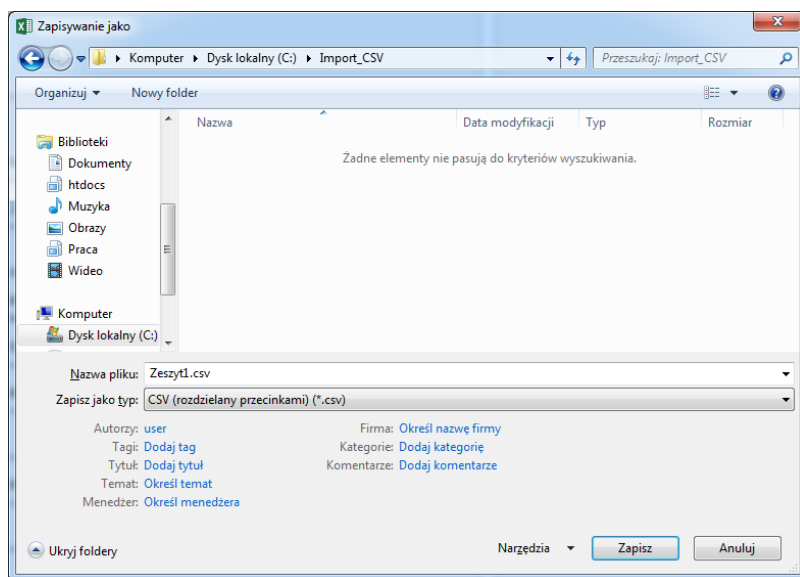 Zapisywanie jako
Komputer Dysk lokalny (C:) Import_CSV Przeszukaj: Import_CSV
Organizuj Nowy folder
Nazwa Data modyfikacji Typ Rozmiar
Biblioteki
Żadne elementy nie pasują do kryteriów wyszukiwania.
Dokumenty
htdocs
Muzyka
Obrazy
Praca
Wideo
Komputer
Dysk lokalny (C:)
Nazwa pliku: Zeszyt1.csv
Zapisz jako typ: CSV (rozdzielany przecinkami) (*.csv)
Autorzy: user Firma: Określ nazwę firmy
Tagi: Dodaj tag Kategorie: Dodaj kategorię
Tytuł: Dodaj tytuł Komentarze: Dodaj komentarze
Temat: Określ temat
Menedżer: Określ menedżera
Ukryj foldery Narzędzia Zapisz Anuluj